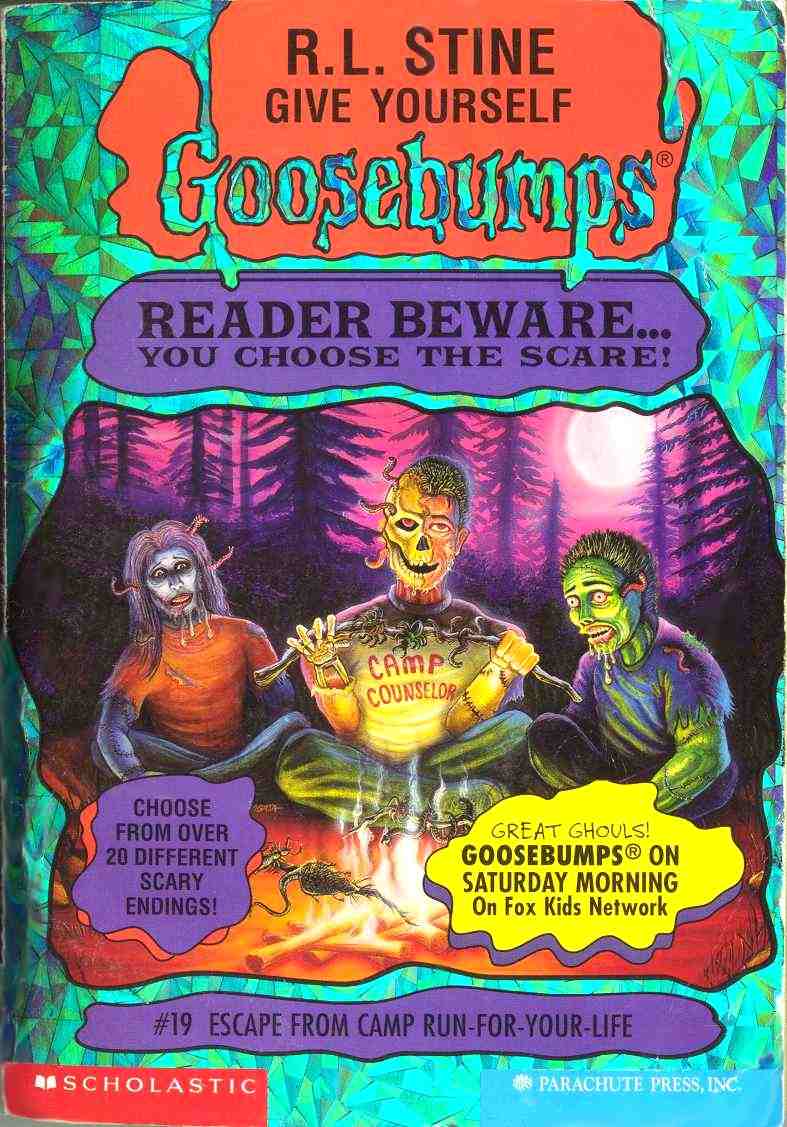 R.L. STINE
GIVE YOURSELF
Goosebumps®
READER BEWARE...
YOU CHOOSE THE SCARE!
CAMP
COUNSELOR
CHOOSE
FROM OVER
20 DIFFERENT
SCARY
ENDINGS!
GREAT GHOULS!
GOOSEBUMPS® ON
SATURDAY MORNING
On Fox Kids Network
#19 ESCAPE FROM CAMP RUN-FOR-YOUR-LIFE
SCHOLASTIC
PARACHUTE PRESS, INC.